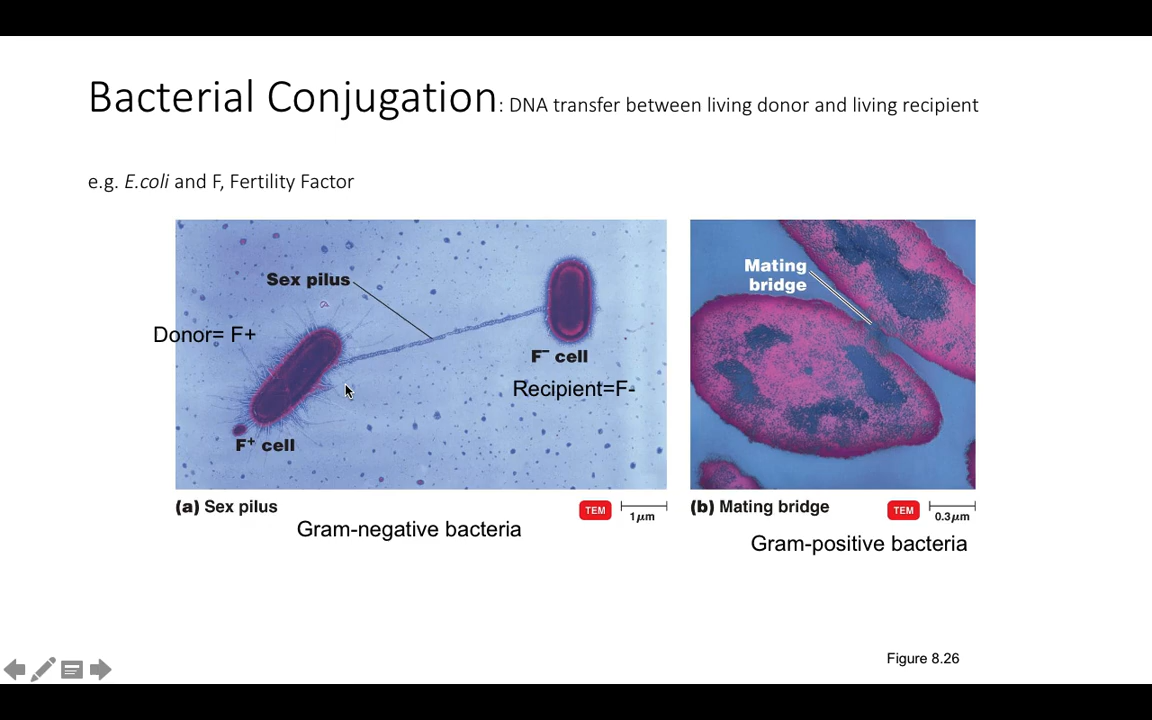 Bacterial Conjugation: DNA transfer between living donor and living recipient
e.g. E.coli and F, Fertility Factor
Sex pilus
Donor= F+
F⁻ cell
Recipient=F-
F⁺ cell
Mating
bridge
(a) Sex pilus
TEM
1 µm
(b) Mating bridge
TEM
0.3 µm
Gram-negative bacteria
Gram-positive bacteria
Figure 8.26